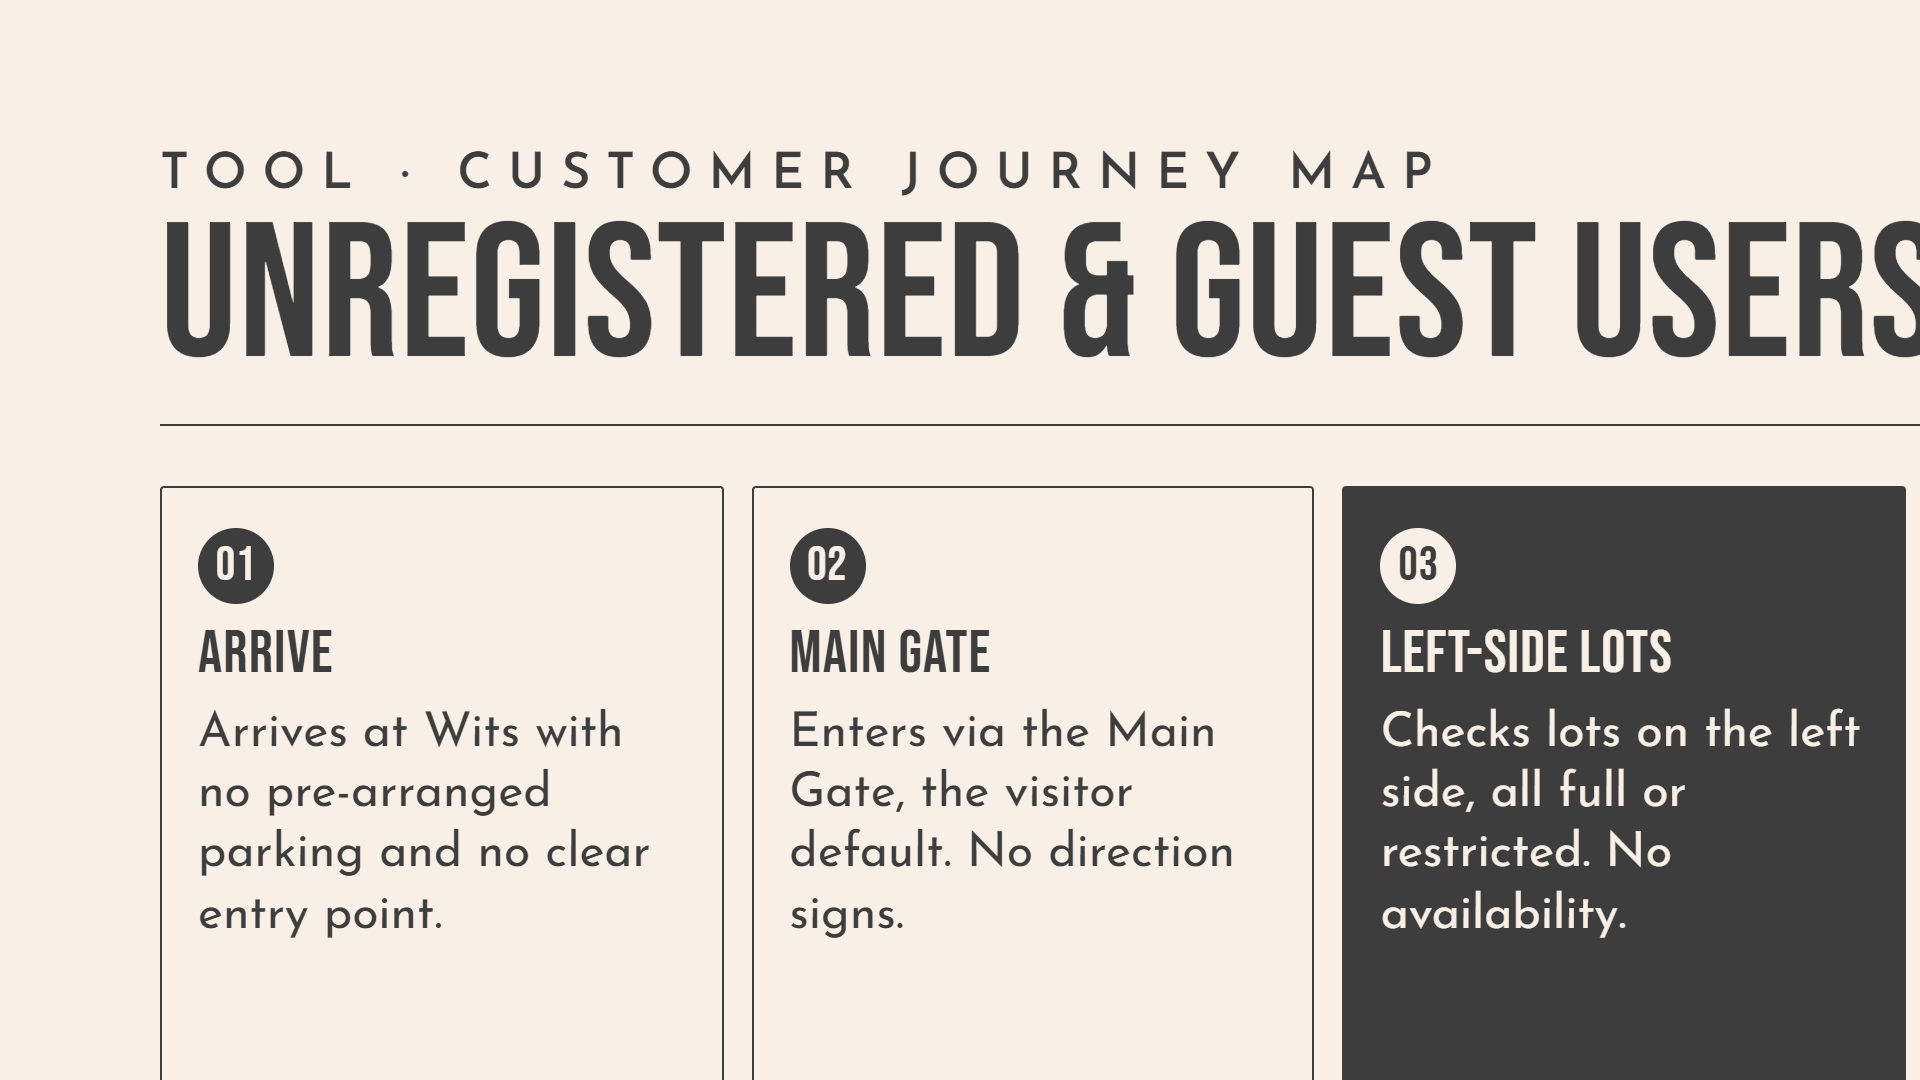 TOOL · CUSTOMER JOURNEY MAP
UNREGISTERED & GUEST USERS
01
ARRIVE
Arrives at Wits with
no pre-arranged
parking and no clear
entry point.
02
MAIN GATE
Enters via the Main
Gate, the visitor
default. No direction
signs.
03
LEFT-SIDE LOTS
Checks lots on the left
side, all full or
restricted. No
availability.